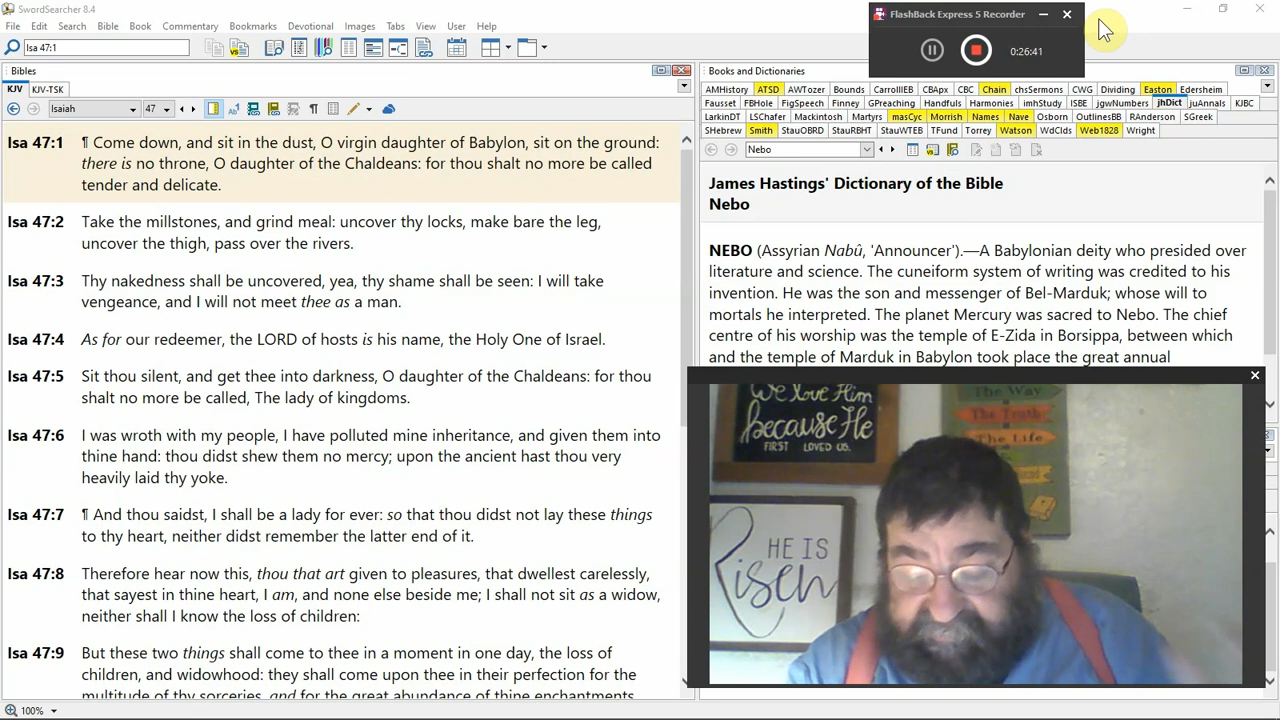 SwordSearcher 8.4
File Edit Search Bible Book Commentary Bookmarks Devotional Images Tabs View User Help
Isa 47:1
Bibles
KJV KJV-TSK
Isaiah 47
Isa 47:1 ¶ Come down, and sit in the dust, O virgin daughter of Babylon, sit on the ground:
there is no throne, O daughter of the Chaldeans: for thou shalt no more be called
tender and delicate.
Isa 47:2 Take the millstones, and grind meal: uncover thy locks, make bare the leg,
uncover the thigh, pass over the rivers.
Isa 47:3 Thy nakedness shall be uncovered, yea, thy shame shall be seen: I will take
vengeance, and I will not meet thee as a man.
Isa 47:4 As for our redeemer, the LORD of hosts is his name, the Holy One of Israel.
Isa 47:5 Sit thou silent, and get thee into darkness, O daughter of the Chaldeans: for thou
shalt no more be called, The lady of kingdoms.
Isa 47:6 I was wroth with my people, I have polluted mine inheritance, and given them into
thine hand: thou didst shew them no mercy; upon the ancient hast thou very
heavily laid thy yoke.
Isa 47:7 ¶ And thou saidst, I shall be a lady for ever: so that thou didst not lay these things
to thy heart, neither didst remember the latter end of it.
Isa 47:8 Therefore hear now this, thou that art given to pleasures, that dwellest carelessly,
that sayest in thine heart, I am, and none else beside me; I shall not sit as a widow,
neither shall I know the loss of children:
Isa 47:9 But these two things shall come to thee in a moment in one day, the loss of
children, and widowhood: they shall come upon thee in their perfection for the
multitude of thy sorceries, and for the great abundance of thine enchantments
100%
FlashBack Express 5 Recorder
0:26:41
Books and Dictionaries
AMHistory ATSD AWTozer Bounds CarrollIEB CBApx CBC Chain chsSermons CWG Dividing Easton Edersheim
Fausset FBHole FigSpeech Finney GPreaching Handfuls Harmonies imhStudy ISBE jgwNumbers jhDict juAnnals KJBC
LarkinDT LSChafer Mackintosh Martyrs masCyc Morrish Names Nave Osborn OutlinesBB RAnderson SGreek
SHebrew Smith StauOBRD StauRBHT StauWTEB TFund Torrey Watson WdClds Web1828 Wright
Nebo
James Hastings' Dictionary of the Bible
Nebo
NEBO (Assyrian Nabû, 'Announcer').—A Babylonian deity who presided over
literature and science. The cuneiform system of writing was credited to his
invention. He was the son and messenger of Bel-Marduk; whose will to
mortals he interpreted. The planet Mercury was sacred to Nebo. The chief
centre of his worship was the temple of E-Zida in Borsippa, between which
and the temple of Marduk in Babylon took place the great annual
We love Him
because He
FIRST LOVED US.
The Way
The Truth
The Life
HE IS
Risen